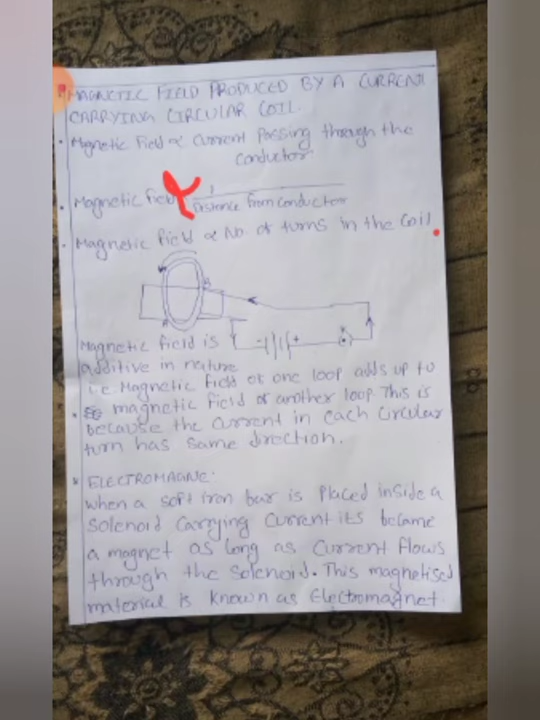 MAGNETIC FIELD PRODUCED BY A CURRENT
CARRYING CIRCULAR COIL.
• Magnetic Field ∝ Current Passing through the
Conductor
• Magnetic Field ∝ 1
Distance from conductor
• Magnetic field ∝ No. of turns in the Coil.
Magnetic field is
additive in nature
i.e. Magnetic field of one loop adds up to
magnetic field of another loop This is
because the current in each circular
turn has same direction.
* ELECTROMAGNE:
When a soft iron bar is placed inside a
Solenoid Carrying Current its became
a magnet as long as Current flows
through the Solenoid. This magnetised
material is known as Electromagnet.